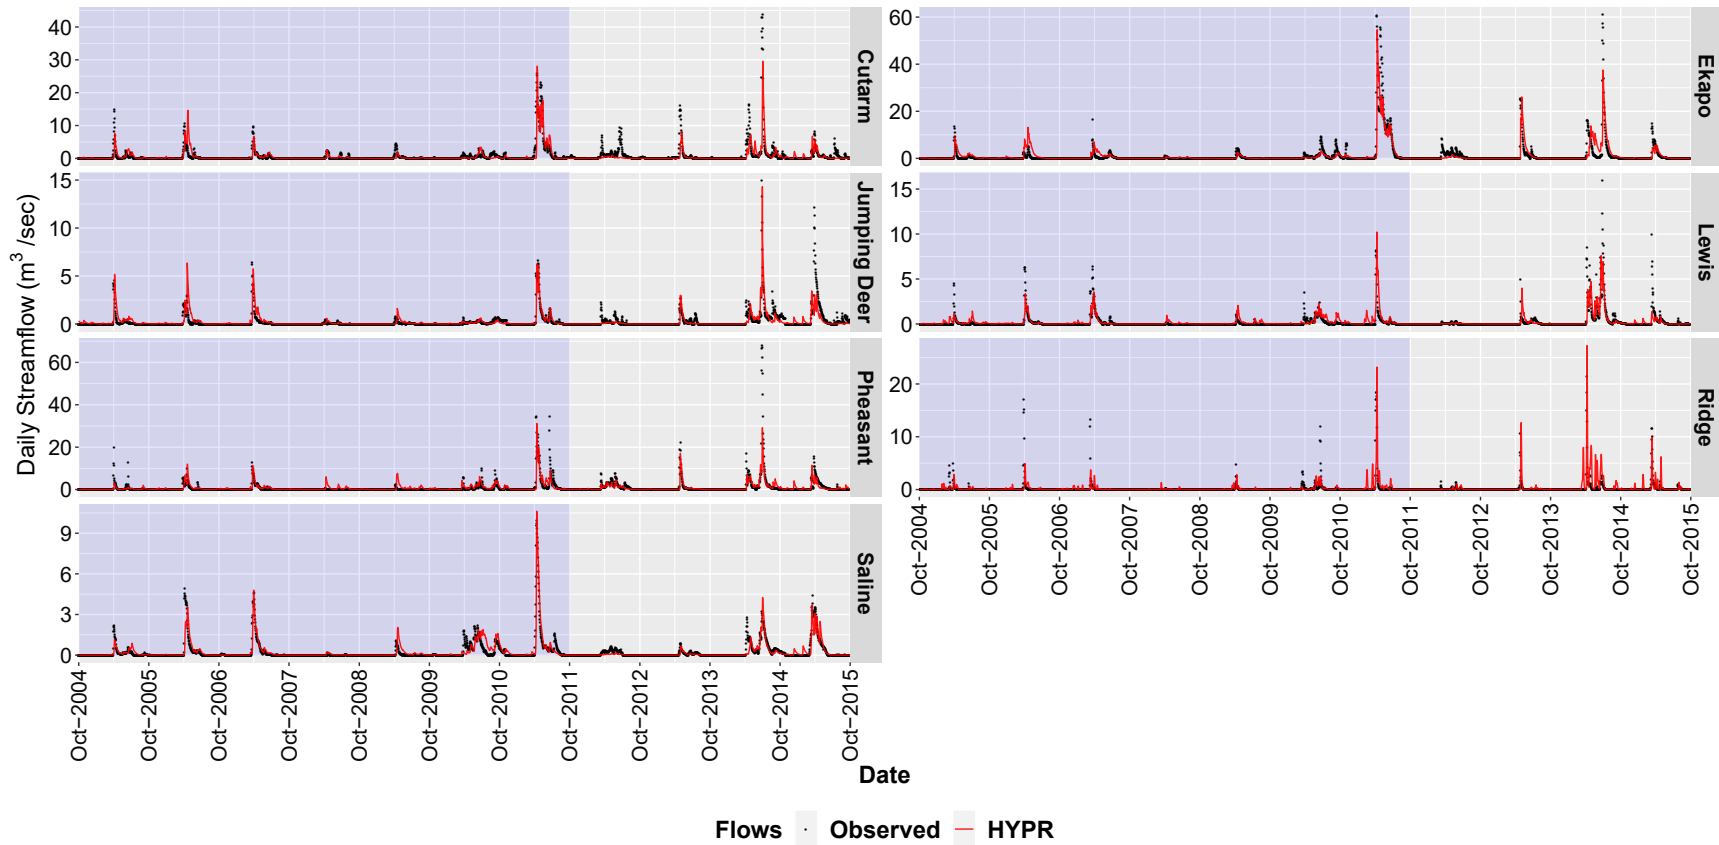 Daily Streamflow (m³ /sec)
40
30
20
10
0
Cutarm
60
40
20
0
Ekapo
15
10
5
0
Jumping Deer
15
10
5
0
Lewis
60
40
20
0
Pheasant
20
10
0
Ridge
9
6
3
0
Saline
Oct−2004
Oct−2005
Oct−2006
Oct−2007
Oct−2008
Oct−2009
Oct−2010
Oct−2011
Oct−2012
Oct−2013
Oct−2014
Oct−2015
Oct−2004
Oct−2005
Oct−2006
Oct−2007
Oct−2008
Oct−2009
Oct−2010
Oct−2011
Oct−2012
Oct−2013
Oct−2014
Oct−2015
Date
Flows Observed HYPR